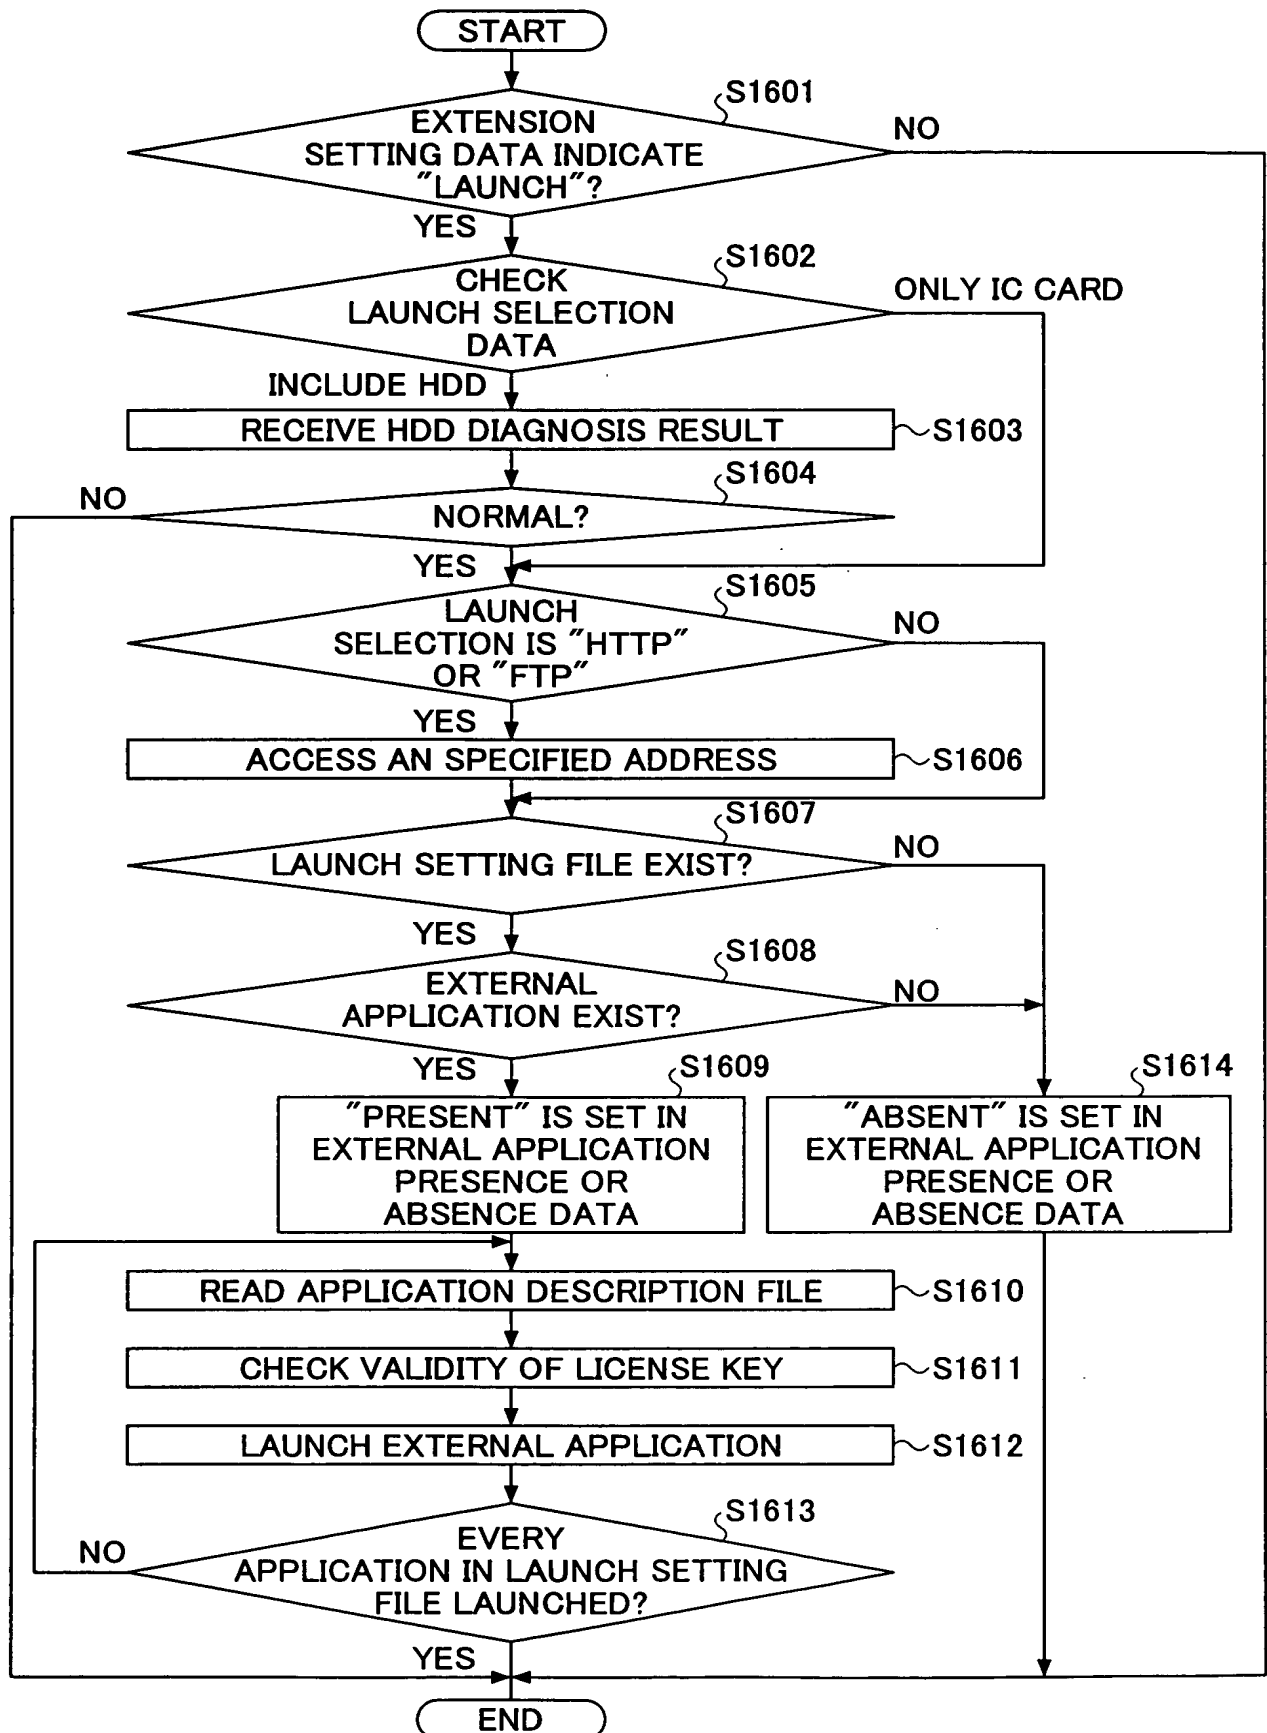 START
S1601
EXTENSION
SETTING DATA INDICATE
"LAUNCH"?
NO
YES
S1602
CHECK
LAUNCH SELECTION
DATA
ONLY IC CARD
INCLUDE HDD
RECEIVE HDD DIAGNOSIS RESULT
S1603
S1604
NO
NORMAL?
YES
S1605
LAUNCH
SELECTION IS "HTTP"
OR "FTP"
NO
YES
ACCESS AN SPECIFIED ADDRESS
S1606
S1607
LAUNCH SETTING FILE EXIST?
NO
YES
S1608
EXTERNAL
APPLICATION EXIST?
NO
YES
S1609
"PRESENT" IS SET IN
EXTERNAL APPLICATION
PRESENCE OR
ABSENCE DATA
S1614
"ABSENT" IS SET IN
EXTERNAL APPLICATION
PRESENCE OR
ABSENCE DATA
READ APPLICATION DESCRIPTION FILE
S1610
CHECK VALIDITY OF LICENSE KEY
S1611
LAUNCH EXTERNAL APPLICATION
S1612
S1613
EVERY
APPLICATION IN LAUNCH SETTING
FILE LAUNCHED?
NO
YES
END